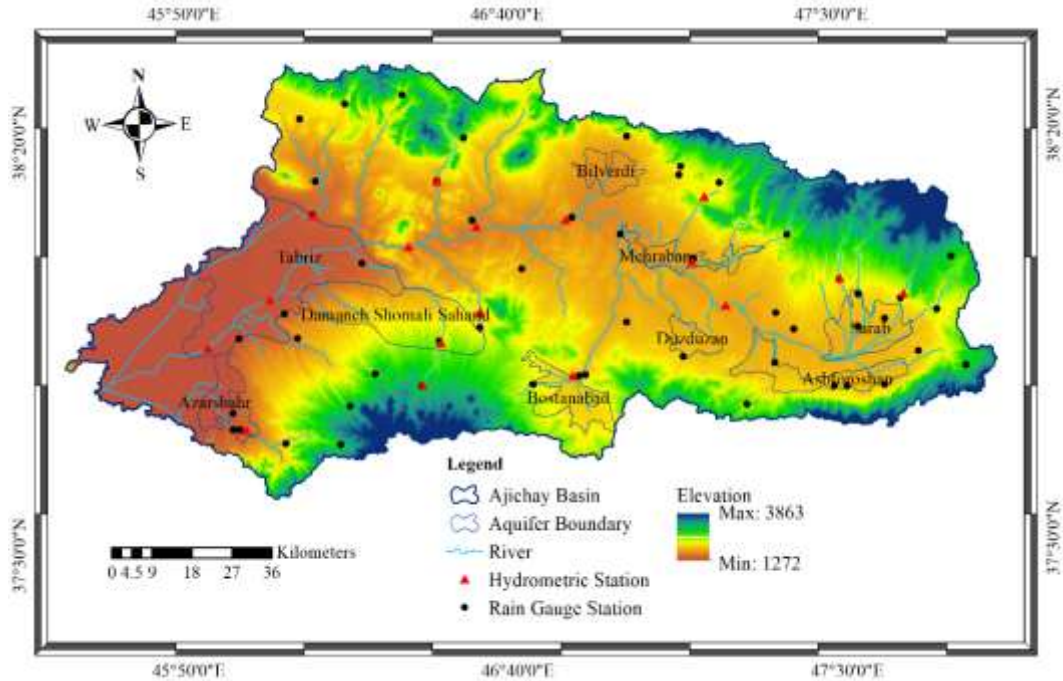 45°50'0"E 46°40'0"E 47°30'0"E
N
W E
S
38°20'0"N 38°20'0"N
Bilverdi
Mehraban
Tabriz
Damaneh Shomali Sahand
Sarab
Duzduzan
Ashbgoshan
Azarshahr
Bostanabad
Legend
Ajichay Basin
Aquifer Boundary
River
Hydrometric Station
Rain Gauge Station
Elevation
Max: 3863
Min: 1272
Kilometers
0 4.5 9 18 27 36
37°30'0"N 37°30'0"N
45°50'0"E 46°40'0"E 47°30'0"E